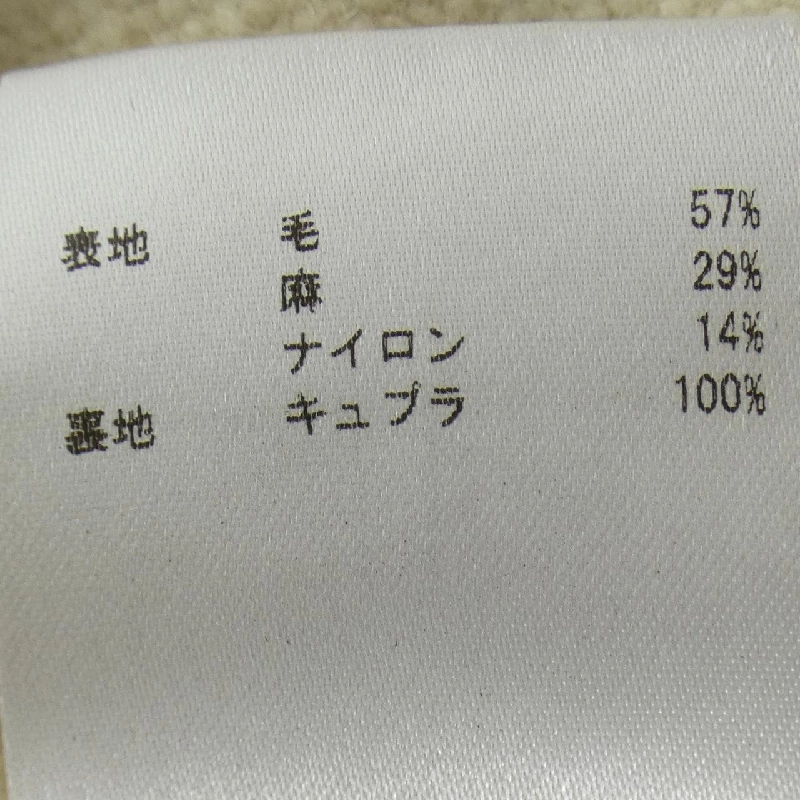 表地 毛 57%
麻 29%
ナイロン 14%
裏地 キュプラ 100%